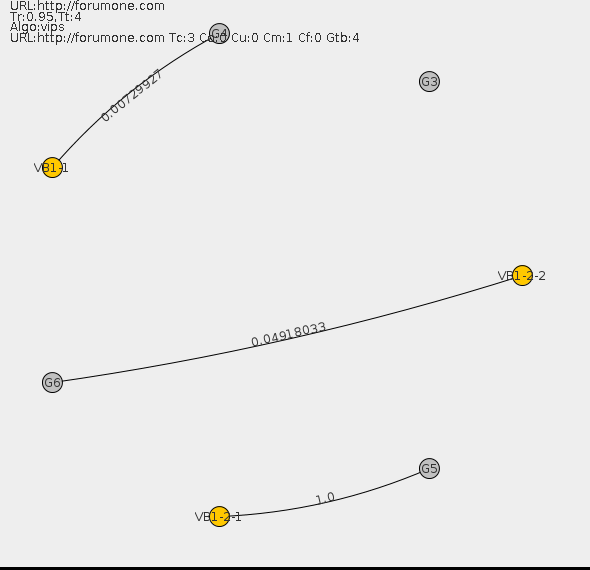 URL:http://forumone.com
Tr:0.95,Tt:4
Algo:vips
URL:http://forumone.com Tc:3 Co:0 Cu:0 Cm:1 Cf:0 Gtb:4
G4
G3
0.00729927
VB1-1
VB1-2-2
0.04918033
G6
G5
1.0
VB1-2-1